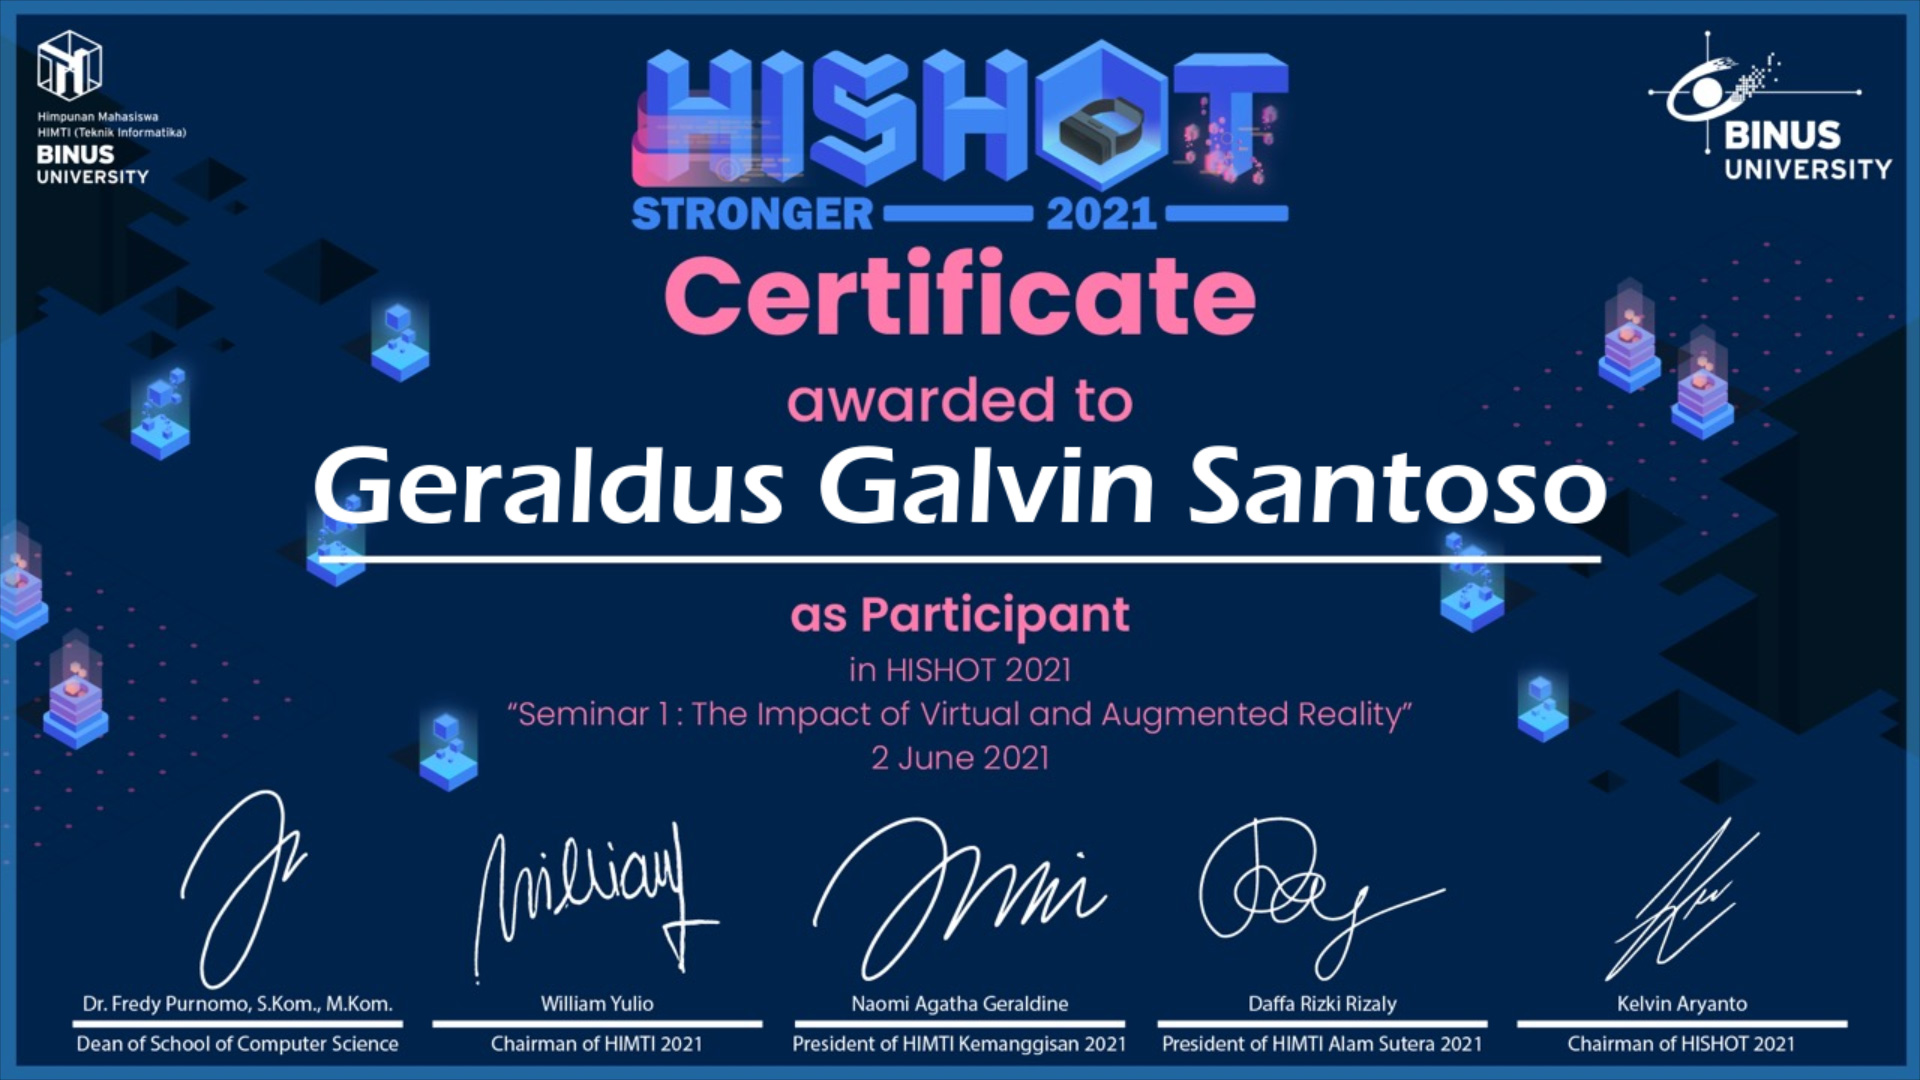 Himpunan Mahasiswa
HIMTI (Teknik Informatika)
BINUS
UNIVERSITY
HISHOT
STRONGER 2021
BINUS
UNIVERSITY
Certificate
awarded to
Geraldus Galvin Santoso
as Participant
in HISHOT 2021
“Seminar 1 : The Impact of Virtual and Augmented Reality”
2 June 2021
Dr. Fredy Purnomo, S.Kom., M.Kom.
Dean of School of Computer Science
William Yulio
Chairman of HIMTI 2021
Naomi Agatha Geraldine
President of HIMTI Kemanggisan 2021
Daffa Rizki Rizaly
President of HIMTI Alam Sutera 2021
Kelvin Aryanto
Chairman of HISHOT 2021